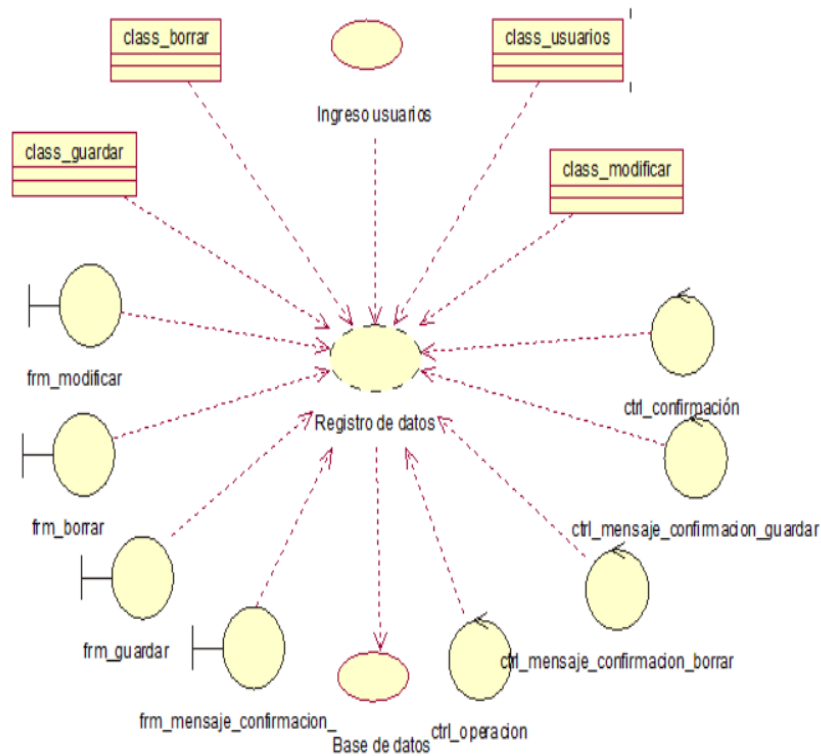 class_borrar
class_usuarios
Ingreso usuarios
class_guardar
class_modificar
frm_modificar
ctrl_confirmación
Registro de datos
ctrl_mensaje_confirmacion_guardar
frm_borrar
frm_guardar
ctrl_mensaje_confirmacion_borrar
frm_mensaje_confirmacion_
Base de datos
ctrl_operacion